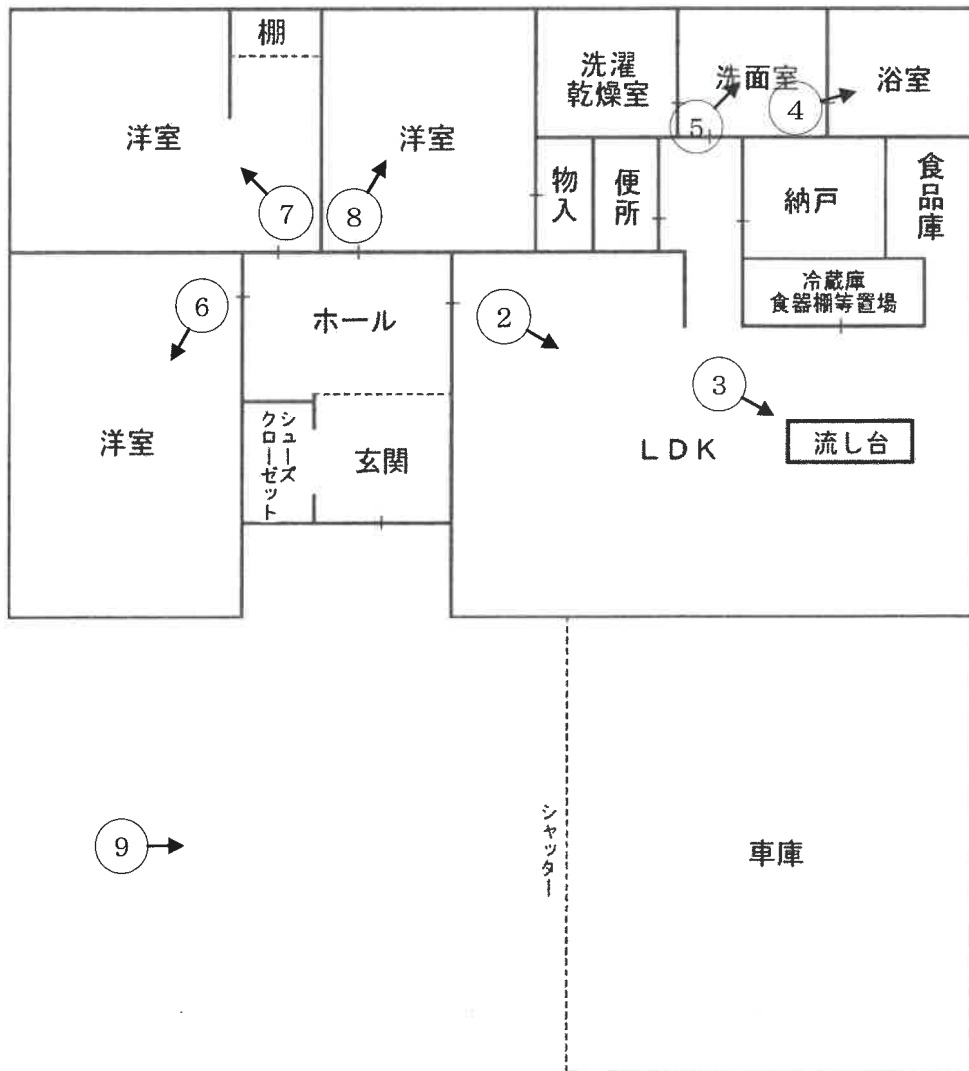 棚
洗濯
乾燥室
洗面室
浴室
④
⑤
洋室
洋室
物入
便所
納戸
食品庫
⑦
⑧
冷蔵庫
食器棚等置場
⑥
ホール
②
③
洋室
シューズ
クローゼット
玄関
LDK
流し台
シャッター
⑨
車庫